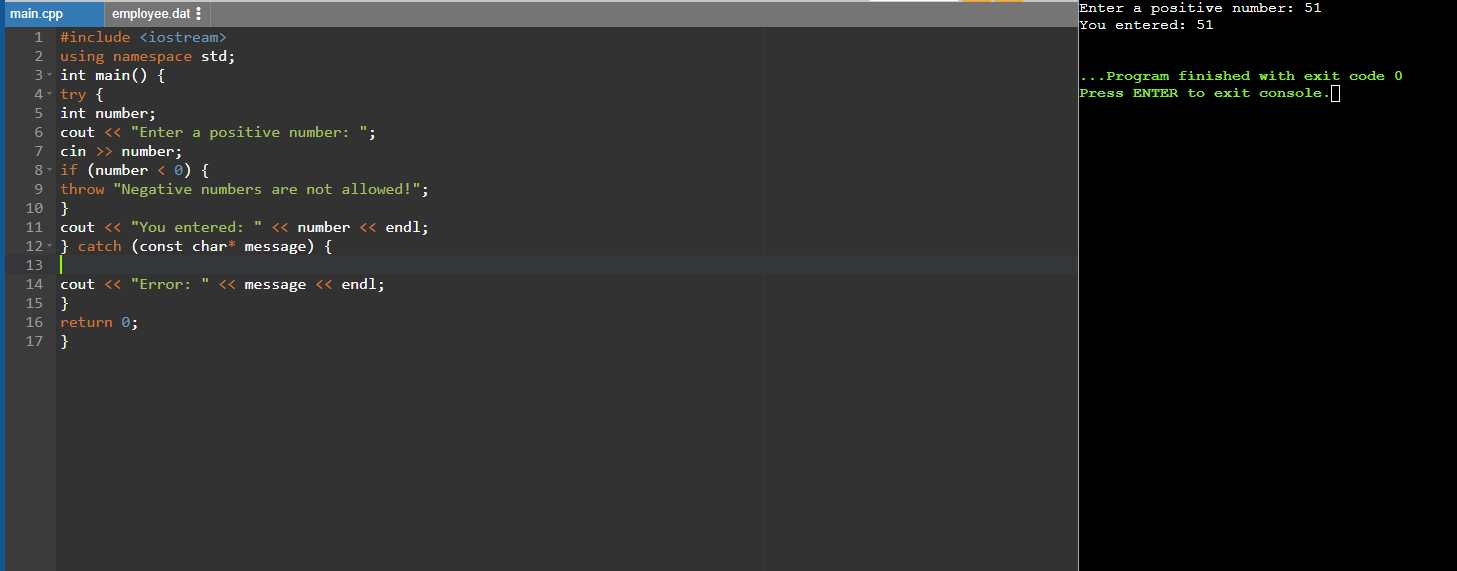 main.cpp employee.dat
1 #include <iostream>
2 using namespace std;
3 int main() {
4 try {
5 int number;
6 cout << "Enter a positive number: ";
7 cin >> number;
8 if (number < 0) {
9 throw "Negative numbers are not allowed!";
10 }
11 cout << "You entered: " << number << endl;
12 } catch (const char* message) {
13
14 cout << "Error: " << message << endl;
15 }
16 return 0;
17 }
Enter a positive number: 51
You entered: 51
...Program finished with exit code 0
Press ENTER to exit console.